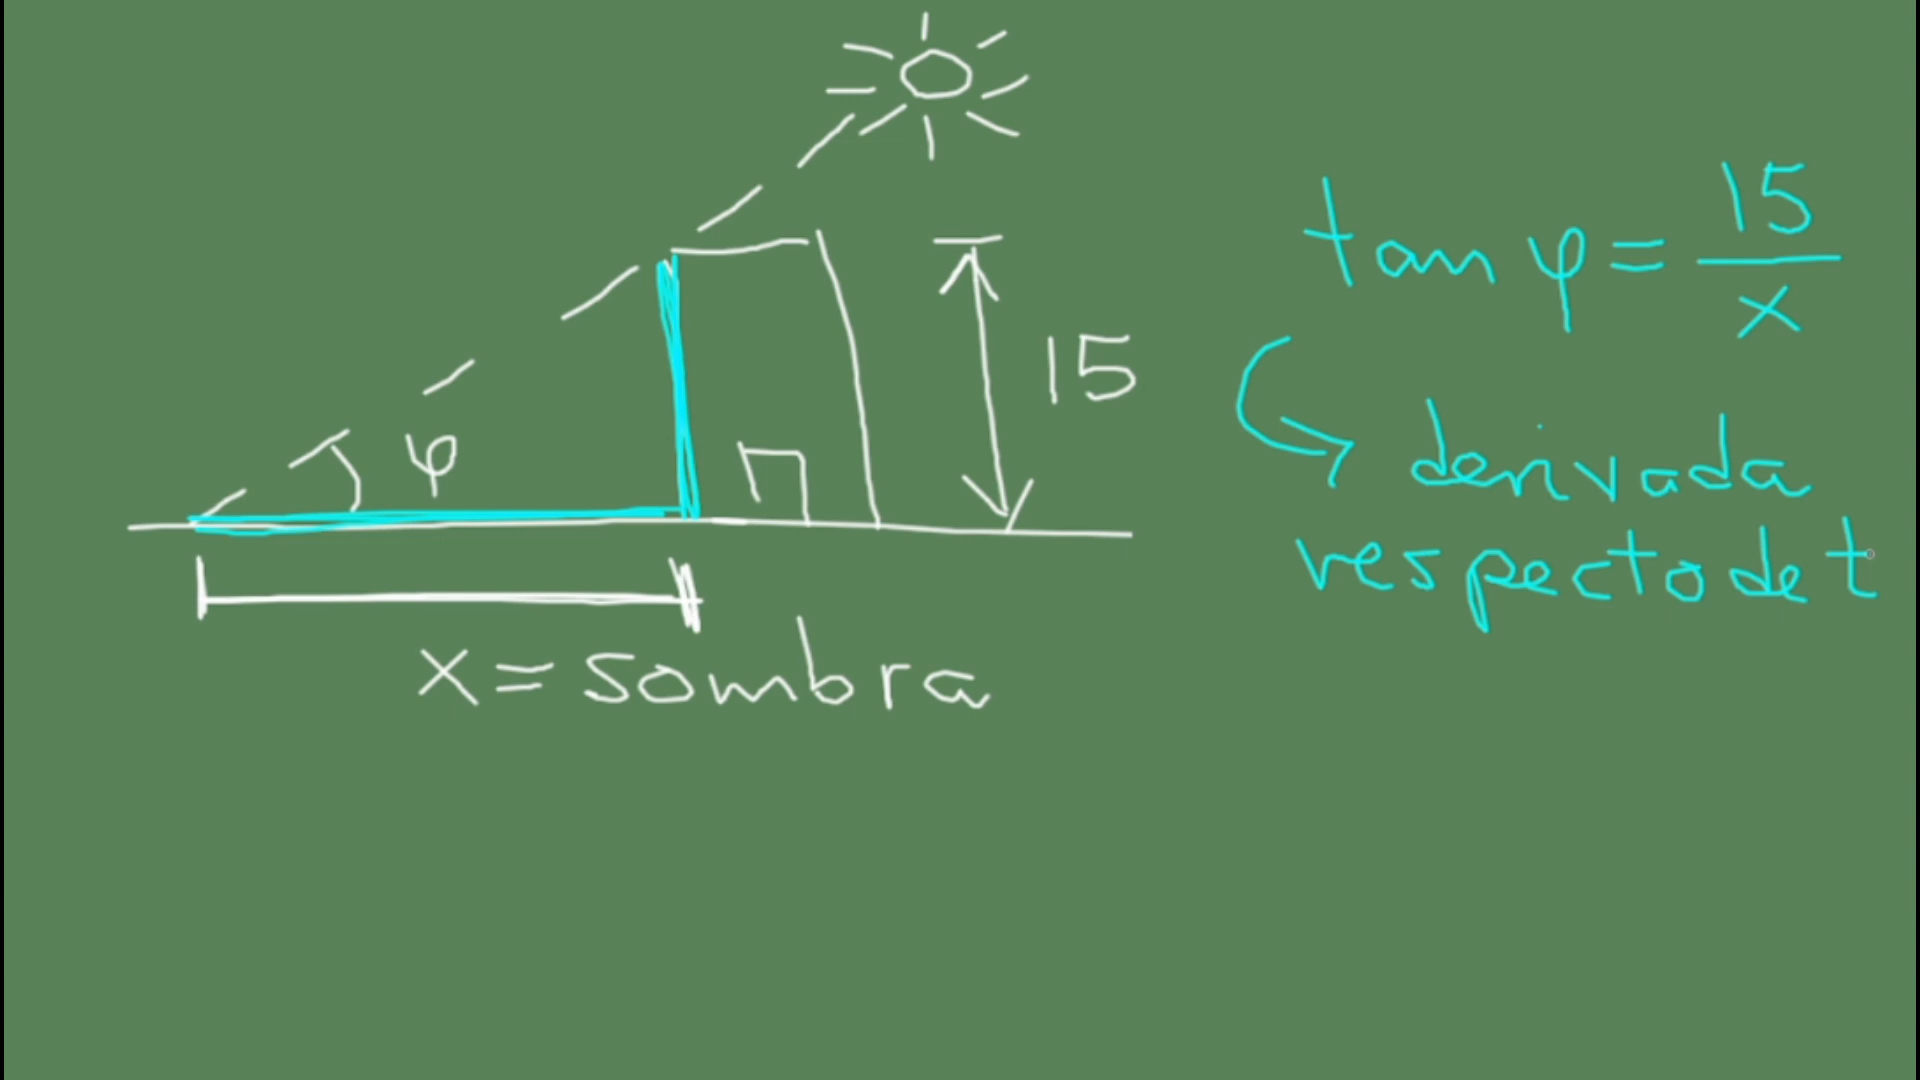 φ
15
x = sombra
tan φ = 15/x
derivada
respecto de t